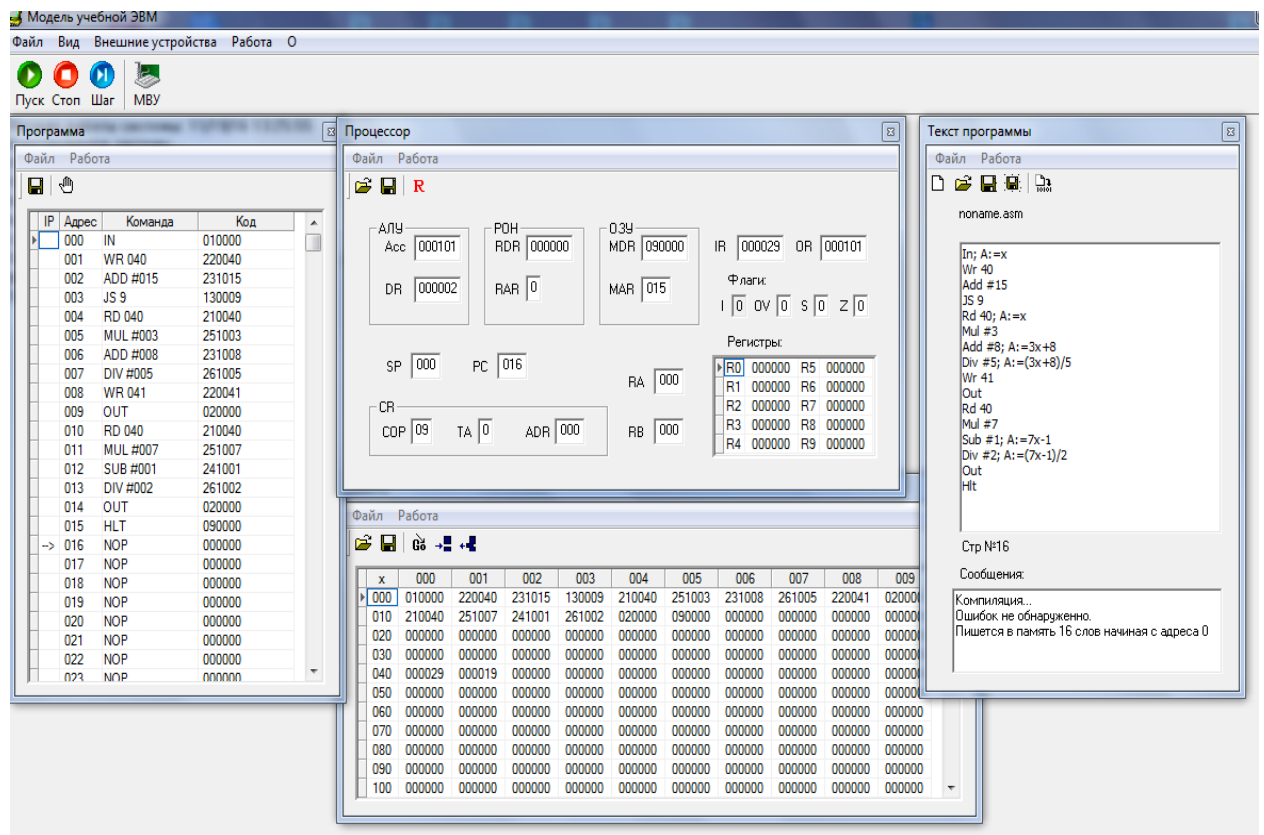 Модель учебной ЭВМ
Файл Вид Внешние устройства Работа О
Пуск Стоп Шаг МВУ
Программа
Файл Работа
IP Адрес Команда Код
000 IN 010000
001 WR 040 220040
002 ADD #015 231015
003 JS 9 130009
004 RD 040 210040
005 MUL #003 251003
006 ADD #008 231008
007 DIV #005 261005
008 WR 041 220041
009 OUT 020000
010 RD 040 210040
011 MUL #007 251007
012 SUB #001 241001
013 DIV #002 261002
014 OUT 020000
015 HLT 090000
--> 016 NOP 000000
017 NOP 000000
018 NOP 000000
019 NOP 000000
020 NOP 000000
021 NOP 000000
022 NOP 000000
023 NOP 000000
Процессор
Файл Работа
R
АЛУ РОН ОЗУ
Acc 000101 RDR 000000 MDR 090000 IR 000029 OR 000101
DR 000002 RAR 0 MAR 015
Флаги:
I 0 OV 0 S 0 Z 0
SP 000 PC 016
RA 000
RB 000
CR
COP 09 TA 0 ADR 000
Регистры:
R0 000000 R5 000000
R1 000000 R6 000000
R2 000000 R7 000000
R3 000000 R8 000000
R4 000000 R9 000000
Файл Работа
Go
x 000 001 002 003 004 005 006 007 008 009
000 010000 220040 231015 130009 210040 251003 231008 261005 220041 02000
010 210040 251007 241001 261002 020000 090000 000000 000000 000000 00000
020 000000 000000 000000 000000 000000 000000 000000 000000 000000 00000
030 000000 000000 000000 000000 000000 000000 000000 000000 000000 00000
040 000029 000019 000000 000000 000000 000000 000000 000000 000000 00000
050 000000 000000 000000 000000 000000 000000 000000 000000 000000 00000
060 000000 000000 000000 000000 000000 000000 000000 000000 000000 000000
070 000000 000000 000000 000000 000000 000000 000000 000000 000000 000000
080 000000 000000 000000 000000 000000 000000 000000 000000 000000 000000
090 000000 000000 000000 000000 000000 000000 000000 000000 000000 000000
100 000000 000000 000000 000000 000000 000000 000000 000000 000000 000000
Текст программы
Файл Работа
noname.asm
In; A:=x
Wr 40
Add #15
JS 9
Rd 40; A:=x
Mul #3
Add #8; A:=3x+8
Div #5; A:=(3x+8)/5
Wr 41
Out
Rd 40
Mul #7
Sub #1; A:=7x-1
Div #2; A:=(7x-1)/2
Out
Hlt
Стр №16
Сообщения:
Компиляция...
Ошибок не обнаруженно.
Пишется в память 16 слов начиная с адреса 0